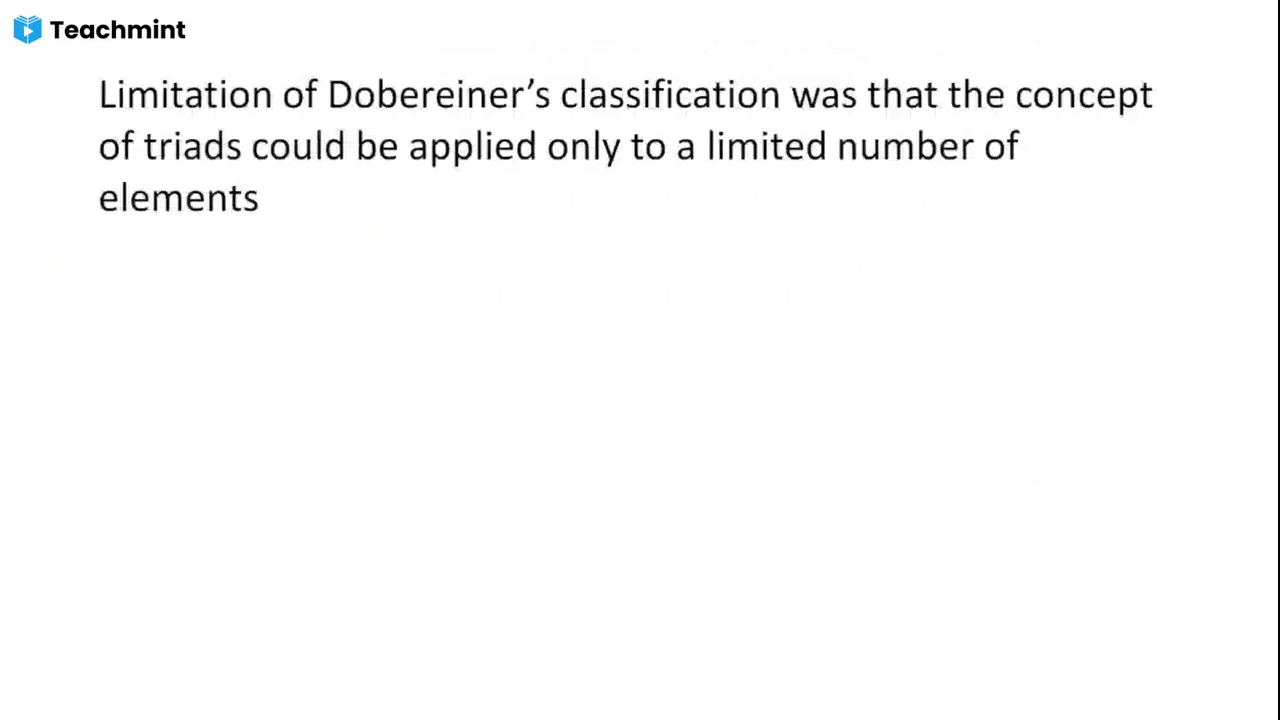 Teachmint
Limitation of Dobereiner’s classification was that the concept
of triads could be applied only to a limited number of
elements